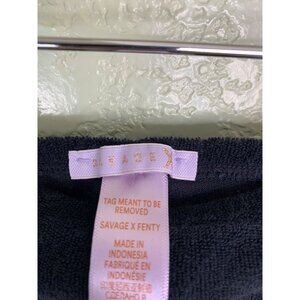 SAVAGE X
TAG MEANT TO BE
REMOVED
SAVAGE X FENTY
MADE IN
INDONESIA
FABRIQUÉ EN
INDONÉSIE